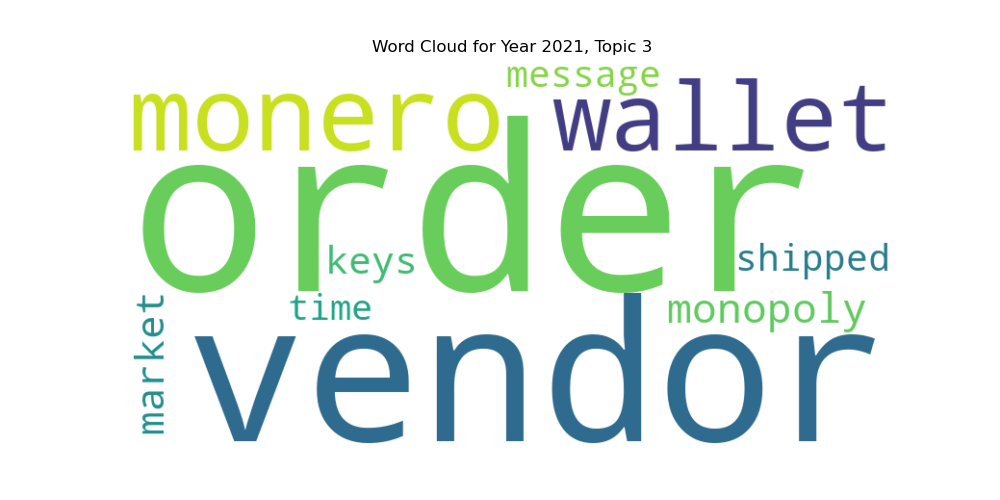 Word Cloud for Year 2021, Topic 3
message
monero wallet
order
keys
shipped
time
monopoly
market
vendor